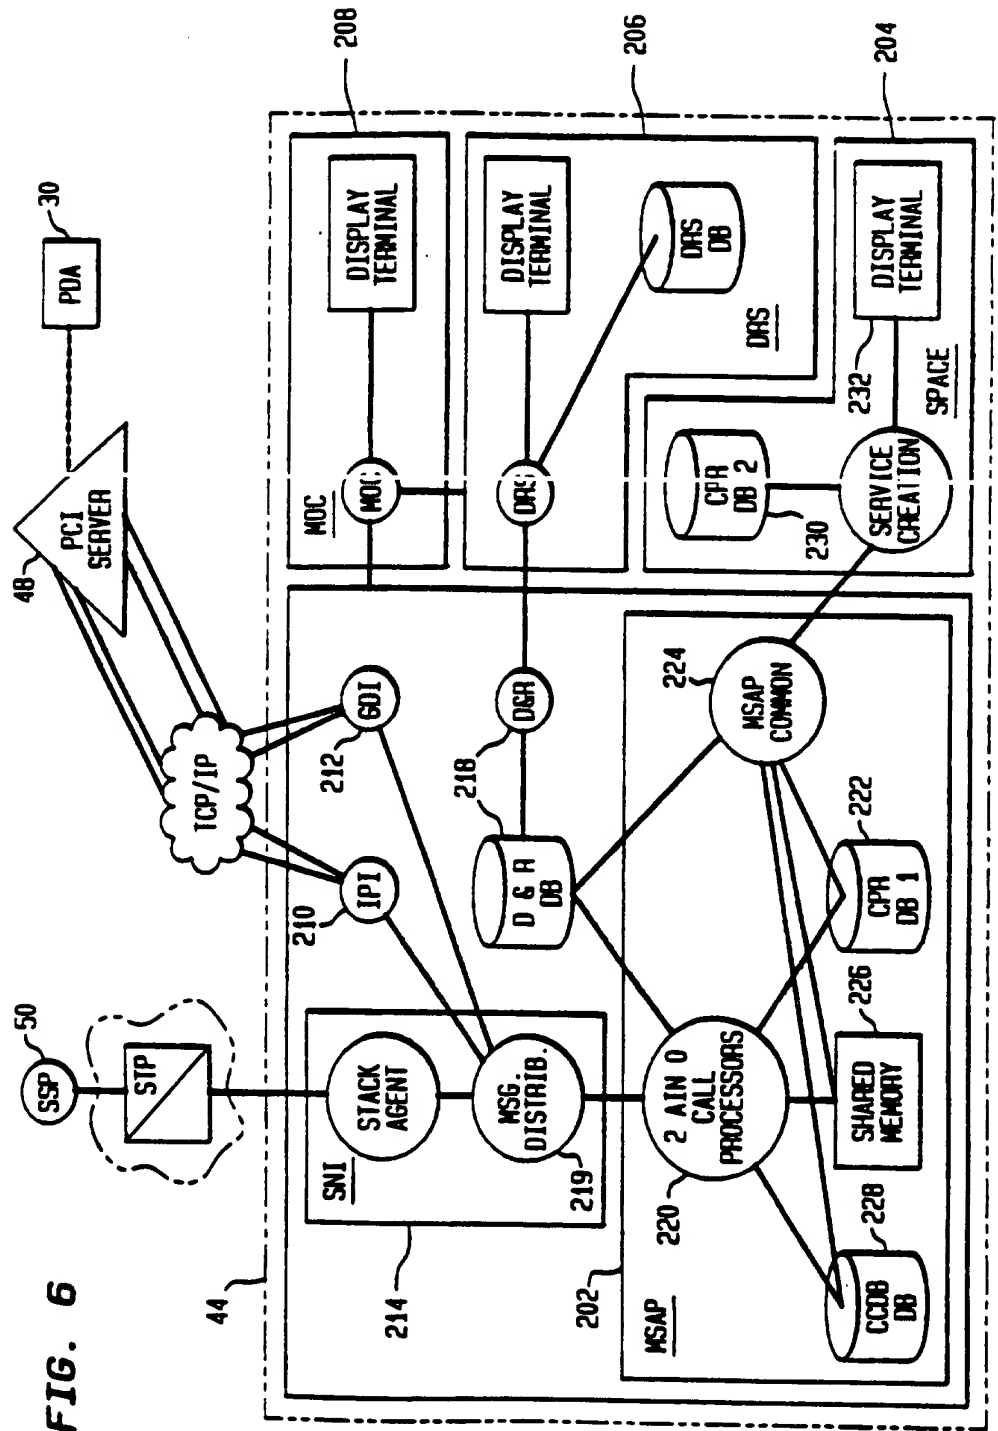 FIG. 6
50
SSP
STP
48
PCI
SERVER
30
PDA
TCP/IP
44
214
SNI
STACK
AGENT
MSG.
DISTRIB.
219
210
IPI
212
GDI
218
D & R
DB
D&R
202
MSAP
220
2 AIN 0
CALL
PROCESSORS
224
MSAP
COMMON
228
CCDB
DB
226
SHARED
MEMORY
222
CPR
DB 1
208
MOC
MOC
DISPLAY
TERMINAL
206
DRS
DISPLAY
TERMINAL
DRS
DB
DRS
204
CPR
DB 2
230
232
DISPLAY
TERMINAL
SERVICE
CREATION
SPACE